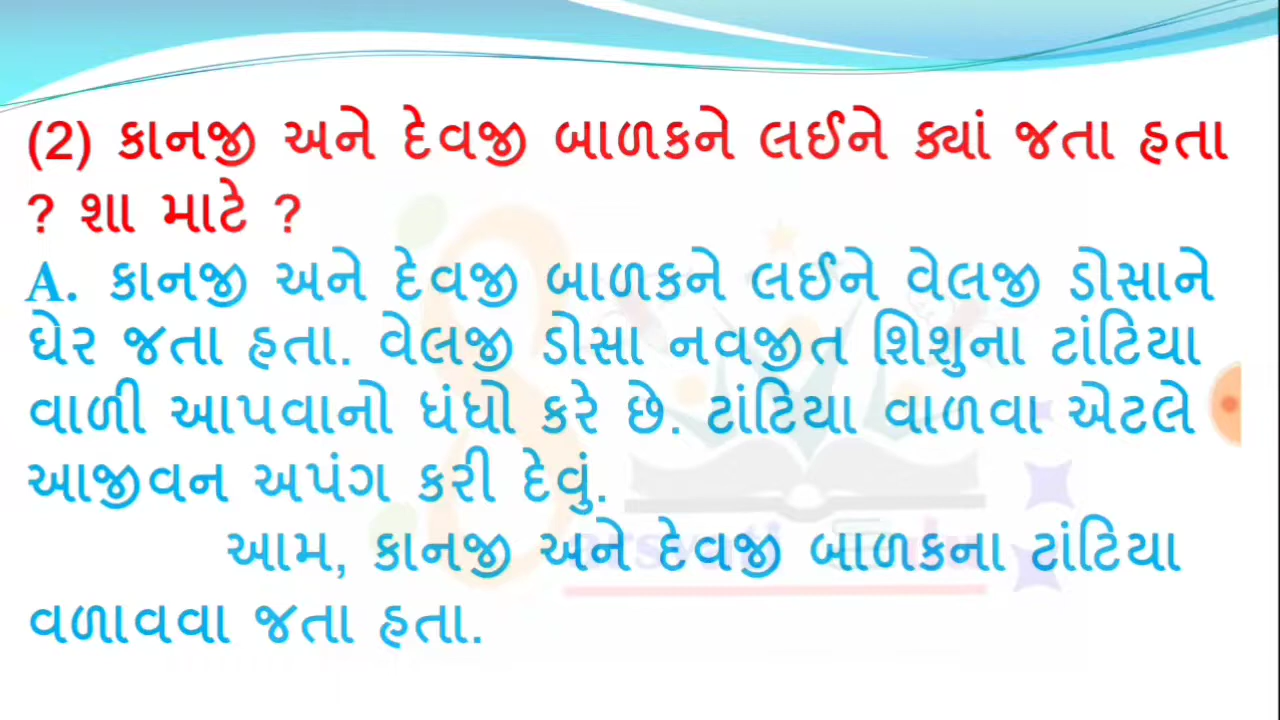 (2) કાનજી અને દેવજી બાળકને લઈને ક્યાં જતા હતા
? શા માટે ?
A. કાનજી અને દેવજી બાળકને લઈને વેલજી ડોસાને
ઘેર જતા હતા. વેલજી ડોસા નવજીત શિશુના ટાંટિયા
વાળી આપવાનો ધંધો કરે છે. ટાંટિયા વાળવા એટલે
આજીવન અપંગ કરી દેવું.
આમ, કાનજી અને દેવજી બાળકના ટાંટિયા
વળાવવા જતા હતા.